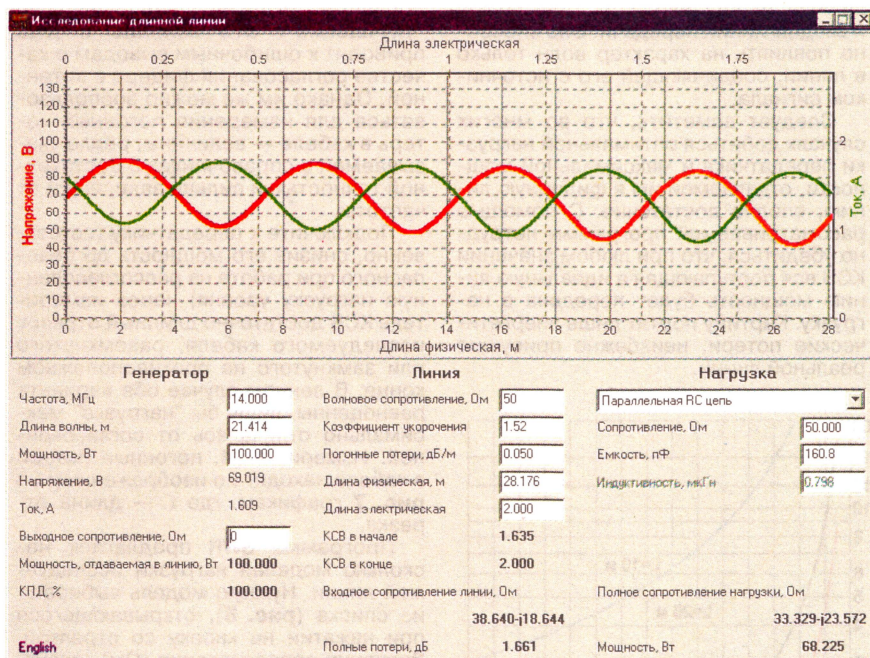 Исследование длинной линии
Длина электрическая
0 0.25 0.5 0.75 1 1.25 1.5 1.75
Напряжение, В
130
120
110
100
90
80
70
60
50
40
30
20
10
0
2
1
0
Ток, А
0 2 4 6 8 10 12 14 16 18 20 22 24 26 28
Длина физическая, м
Генератор
Частота, МГц 14.000
Длина волны, м 21.414
Мощность, Вт 100.000
Напряжение, В 69.019
Ток, А 1.609
Выходное сопротивление, Ом 0
Мощность, отдаваемая в линию, Вт 100.000
КПД, % 100.000
English
Линия
Волновое сопротивление, Ом 50
Коэффициент укорочения 1.52
Погонные потери, дБ/м 0.050
Длина физическая, м 28.176
Длина электрическая 2.000
КСВ в начале 1.635
КСВ в конце 2.000
Входное сопротивление линии, Ом
38.640-j18.644
Полные потери, дБ 1.661
Нагрузка
Параллельная RC цепь
Сопротивление, Ом 50.000
Емкость, пФ 160.8
Индуктивность, мкГн 0.798
Полное сопротивление нагрузки, Ом
33.329-j23.572
Мощность, Вт 68.225